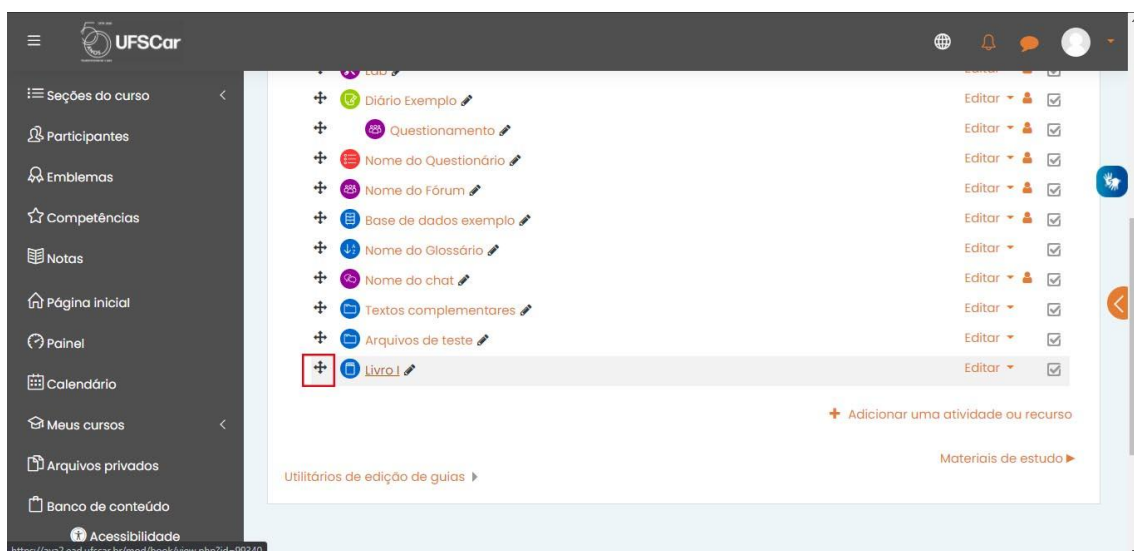 UFSCar
Seções do curso
Participantes
Emblemas
Competências
Notas
Página inicial
Painel
Calendário
Meus cursos
Arquivos privados
Banco de conteúdo
Acessibilidade
Lab
Diário Exemplo Editar
Questionamento Editar
Nome do Questionário Editar
Nome do Fórum Editar
Base de dados exemplo Editar
Nome do Glossário Editar
Nome do chat Editar
Textos complementares Editar
Arquivos de teste Editar
Livro I Editar
+ Adicionar uma atividade ou recurso
Materiais de estudo
Utilitários de edição de guias